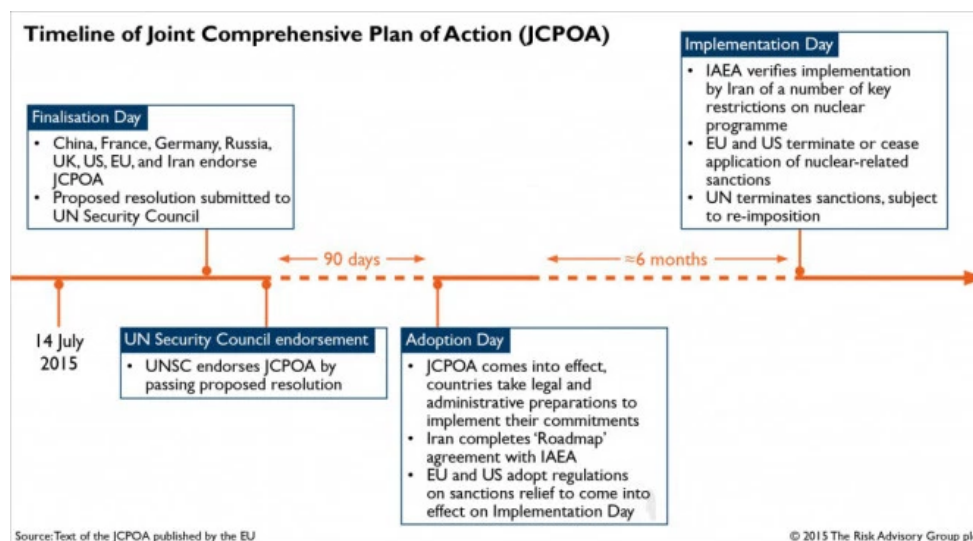 Timeline of Joint Comprehensive Plan of Action (JCPOA)
Finalisation Day
• China, France, Germany, Russia,
UK, US, EU, and Iran endorse
JCPOA
• Proposed resolution submitted to
UN Security Council
Implementation Day
• IAEA verifies implementation
by Iran of a number of key
restrictions on nuclear
programme
• EU and US terminate or cease
application of nuclear-related
sanctions
• UN terminates sanctions, subject
to re-imposition
90 days
≈6 months
14 July
2015
UN Security Council endorsement
• UNSC endorses JCPOA by
passing proposed resolution
Adoption Day
• JCPOA comes into effect,
countries take legal and
administrative preparations to
implement their commitments
• Iran completes ‘Roadmap’
agreement with IAEA
• EU and US adopt regulations
on sanctions relief to come into
effect on Implementation Day
Source: Text of the JCPOA published by the EU
© 2015 The Risk Advisory Group pl